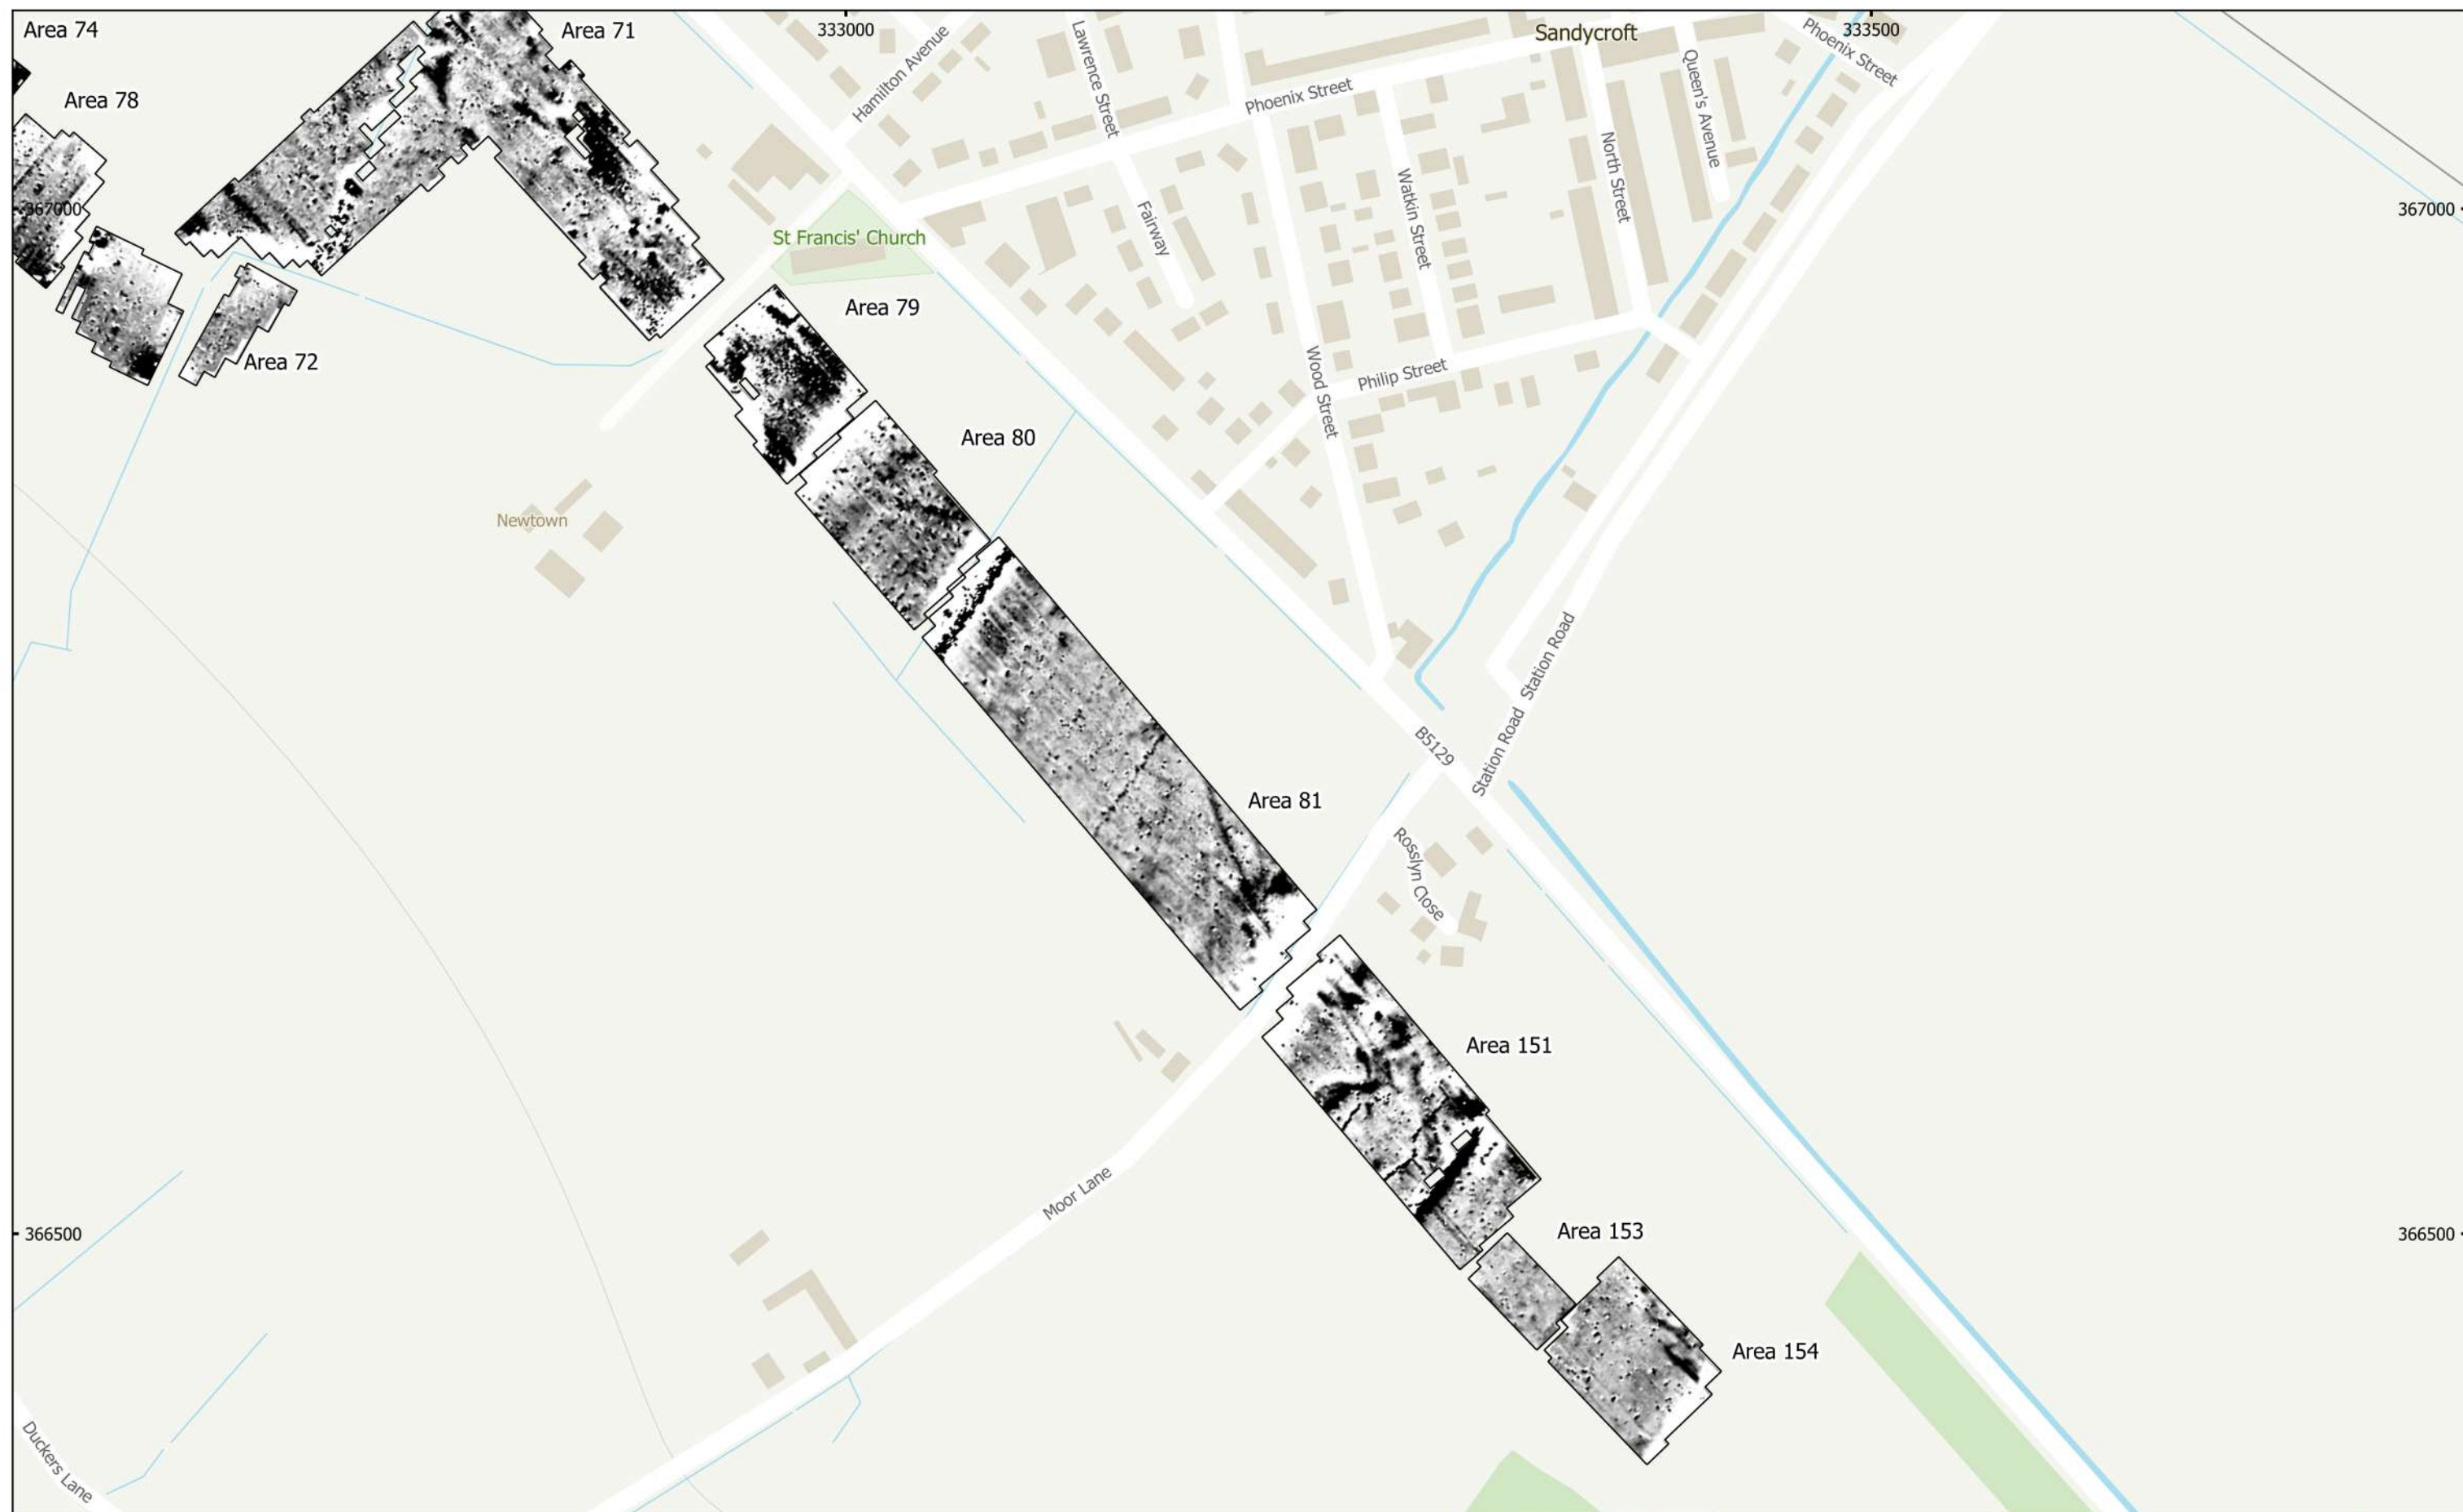 Area 74
Area 71
333000
Sandycroft
333500
Hamilton Avenue
Lawrence Street
Phoenix Street
Phoenix Street
Queen's Avenue
Area 78
North Street
Watkin Street
Fairway
367000
367000
St Francis' Church
Area 79
Area 72
Wood Street
Philip Street
Area 80
Newtown
Station Road
Station Road
B5129
Area 81
Rosslyn Close
Area 151
Moor Lane
366500
Area 153
366500
Area 154
Duckers Lane